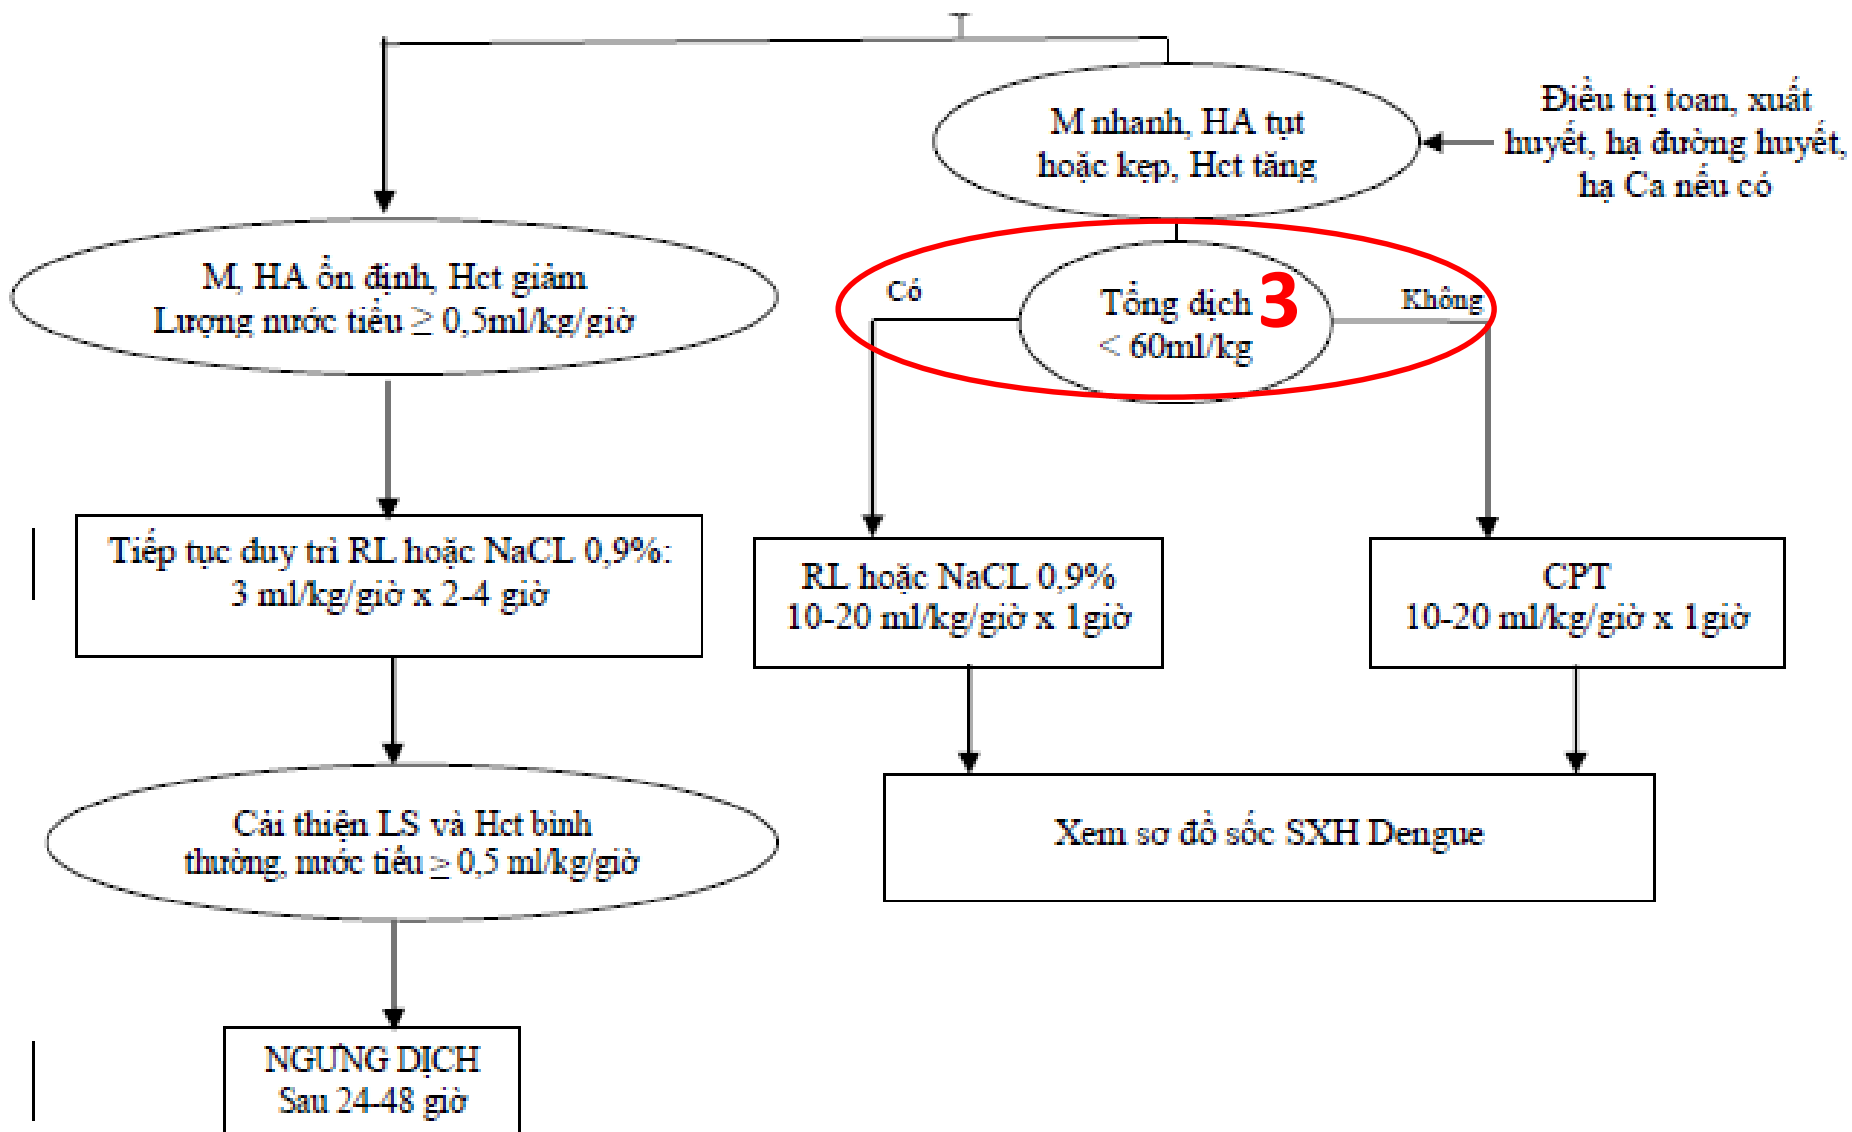 M nhanh, HA tụt
hoặc kẹp, Hct tăng
Điều trị toan, xuất
huyết, hạ đường huyết,
hạ Ca nếu có
M, HA ổn định, Hct giảm
Lượng nước tiểu ≥ 0,5ml/kg/giờ
Có
Tổng dịch 3
< 60ml/kg
Không
Tiếp tục duy trì RL hoặc NaCL 0,9%:
3 ml/kg/giờ x 2-4 giờ
RL hoặc NaCL 0,9%
10-20 ml/kg/giờ x 1giờ
CPT
10-20 ml/kg/giờ x 1giờ
Cải thiện LS và Hct bình
thường, nước tiểu ≥ 0,5 ml/kg/giờ
Xem sơ đồ sốc SXH Dengue
NGƯNG DỊCH
Sau 24-48 giờ